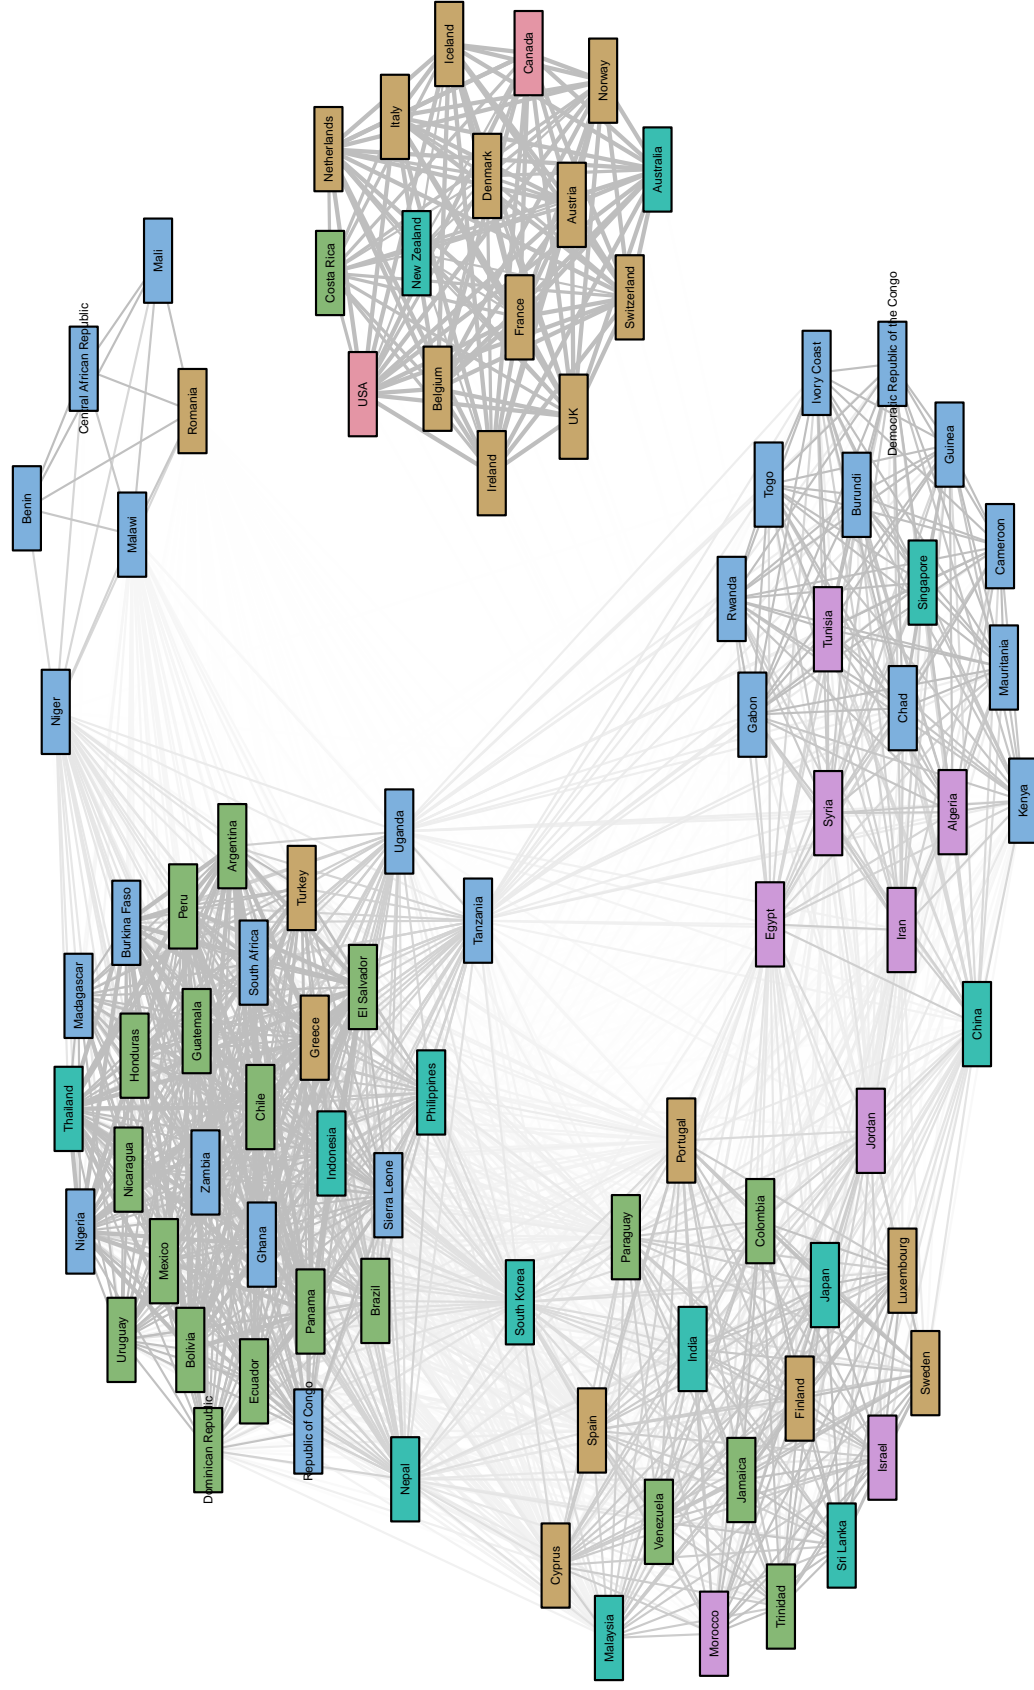 Iceland
Canada
Norway
Italy
Netherlands
Denmark
Australia
Austria
New Zealand
Costa Rica
Switzerland
France
Belgium
USA
UK
Ireland
Mali
Central African Republic
Romania
Benin
Malawi
Niger
Ivory Coast
Democratic Republic of the Congo
Guinea
Togo
Burundi
Cameroon
Singapore
Rwanda
Tunisia
Mauritania
Gabon
Chad
Kenya
Syria
Algeria
Egypt
Iran
China
Uganda
Argentina
Turkey
Peru
Burkina Faso
South Africa
Tanzania
El Salvador
Madagascar
Guatemala
Greece
Honduras
Philippines
Chile
Thailand
Indonesia
Nicaragua
Zambia
Sierra Leone
Nigeria
Ghana
Mexico
Brazil
Panama
South Korea
Uruguay
Bolivia
Ecuador
Republic of Congo
Dominican Republic
Nepal
Jordan
Portugal
Colombia
Paraguay
Luxembourg
Japan
India
Sweden
Finland
Spain
Israel
Jamaica
Venezuela
Sri Lanka
Cyprus
Trinidad
Morocco
Malaysia